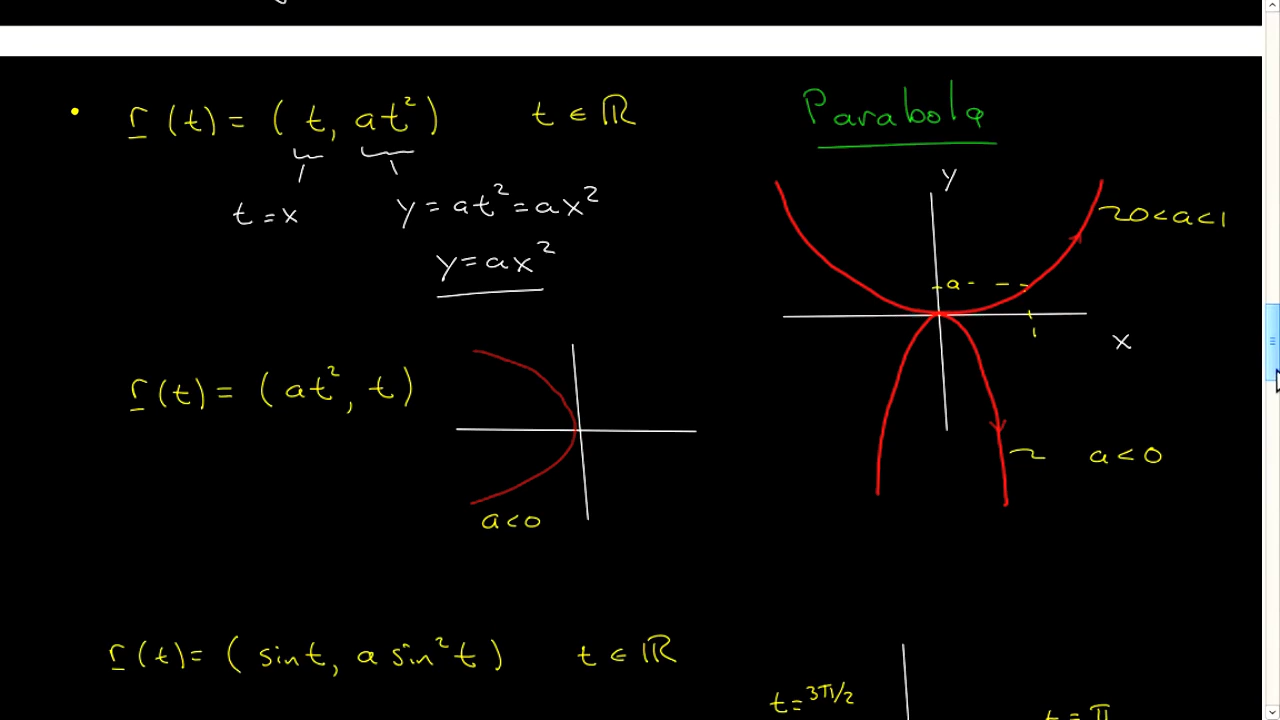 • r(t) = (t, at²) t ∈ ℝ Parabola
t = x y = at² = ax²
y = ax²
y
0<a<1
a
1
x
r(t) = (at², t)
a<0
a<0
r(t) = (sin t, a sin² t) t ∈ ℝ
t = 3π/2
t = π